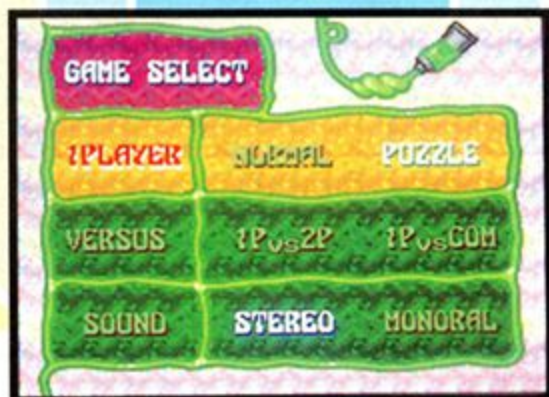 GAME SELECT
1PLAYER NORMAL PUZZLE
VERSUS 1PVS2P 1PVSCOM
SOUND STEREO MONORAL